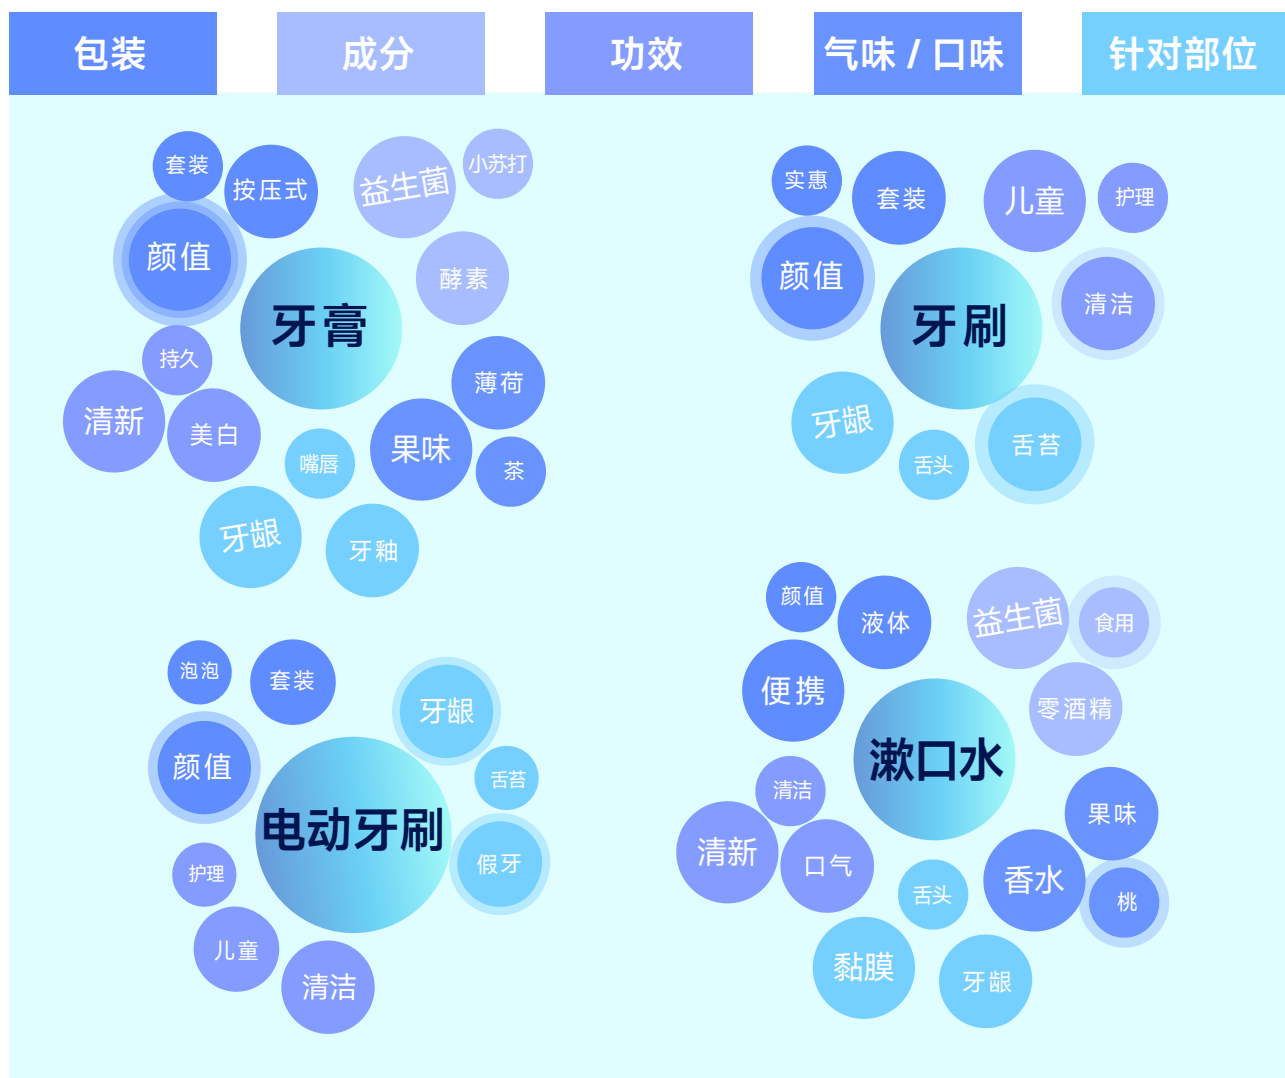 包装
成分
功效
气味 / 口味
针对部位
套装
按压式
颜值
益生菌
小苏打
酵素
牙膏
持久
清新
美白
薄荷
果味
茶
嘴唇
牙龈
牙釉
实惠
套装
颜值
儿童
护理
清洁
牙刷
牙龈
舌头
舌苔
泡泡
套装
颜值
牙龈
舌苔
假牙
电动牙刷
护理
儿童
清洁
颜值
液体
便携
益生菌
食用
零酒精
漱口水
清洁
清新
口气
果味
香水
桃
舌头
黏膜
牙龈